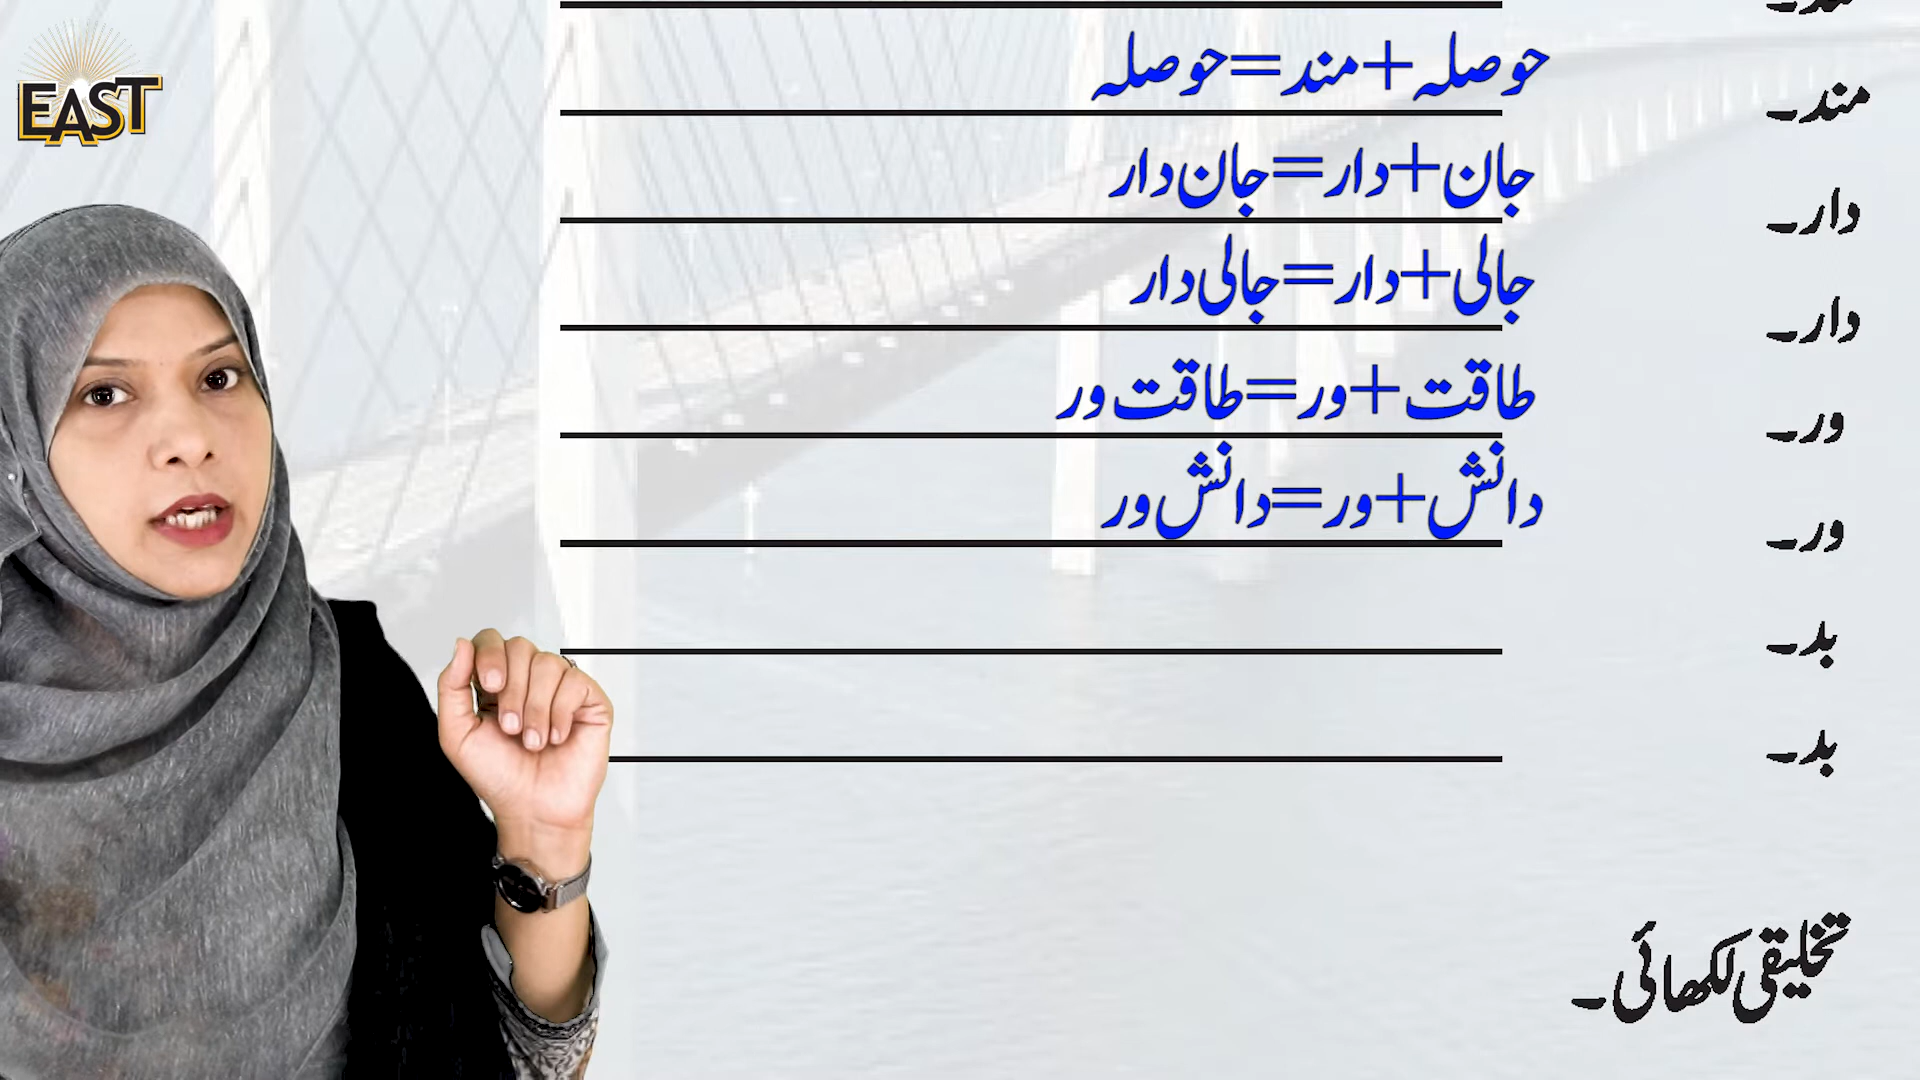 EAST
مند۔
حوصلہ+مند=حوصلہ
مند۔
جان+دار=جان دار
دار۔
جالی+دار=جالی دار
دار۔
طاقت+ور=طاقت ور
ور۔
دانش+ور=دانش ور
ور۔
بد۔
بد۔
تخلیقی لکھائی۔